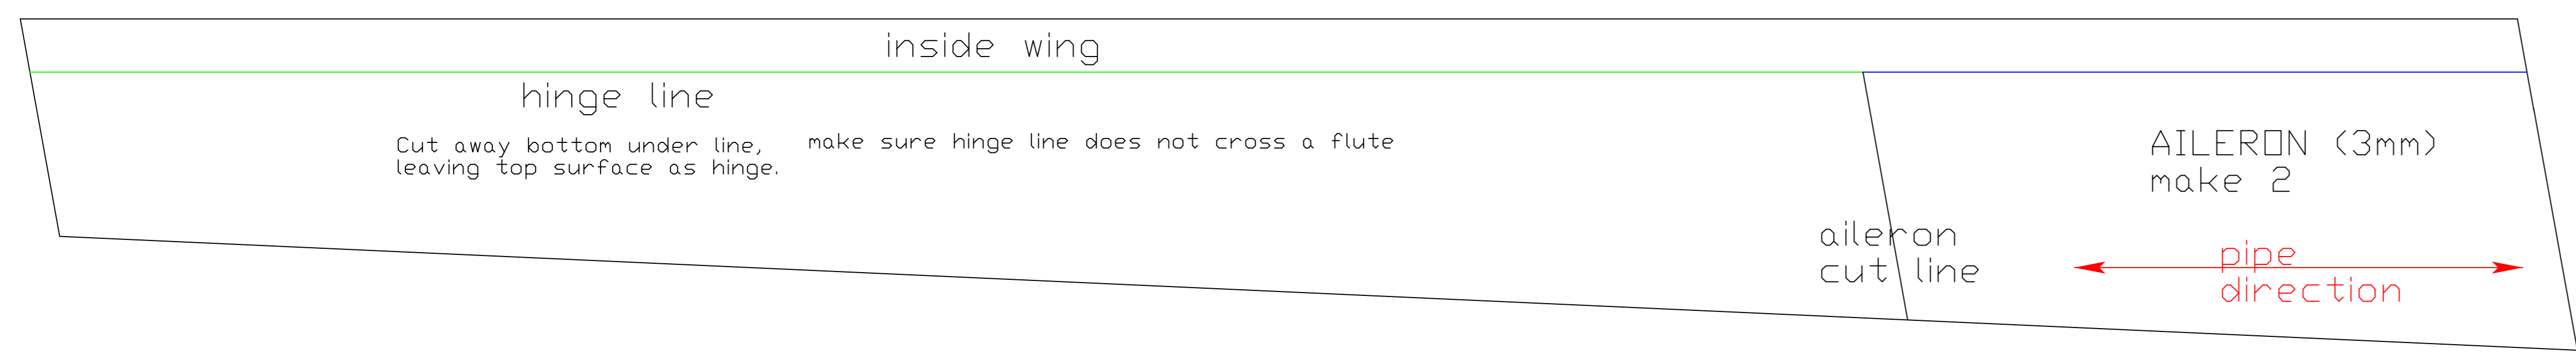 inside wing
hinge line
Cut away bottom under line,
leaving top surface as hinge.
make sure hinge line does not cross a flute
AILERON (3mm)
make 2
aileron
cut line
pipe
direction